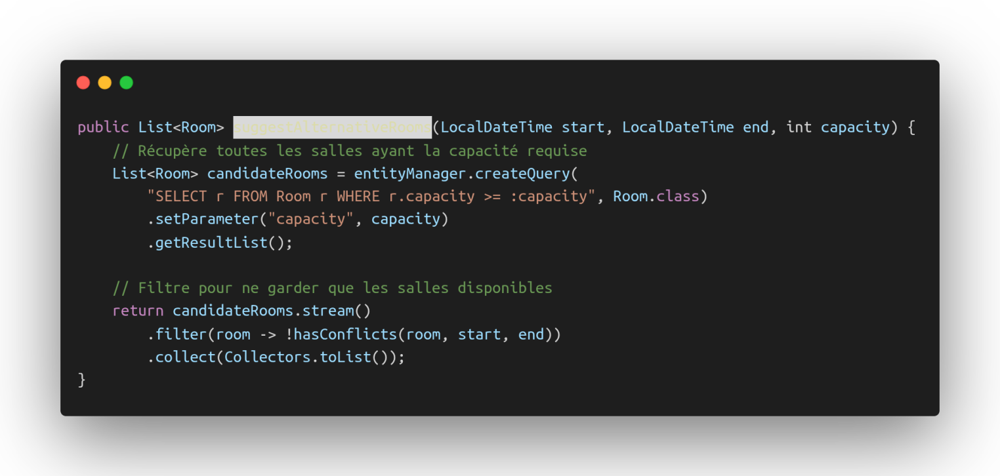 public List<Room> suggestAlternativeRooms(LocalDateTime start, LocalDateTime end, int capacity) {
    // Récupère toutes les salles ayant la capacité requise
    List<Room> candidateRooms = entityManager.createQuery(
        "SELECT r FROM Room r WHERE r.capacity >= :capacity", Room.class)
        .setParameter("capacity", capacity)
        .getResultList();

    // Filtre pour ne garder que les salles disponibles
    return candidateRooms.stream()
        .filter(room -> !hasConflicts(room, start, end))
        .collect(Collectors.toList());
}